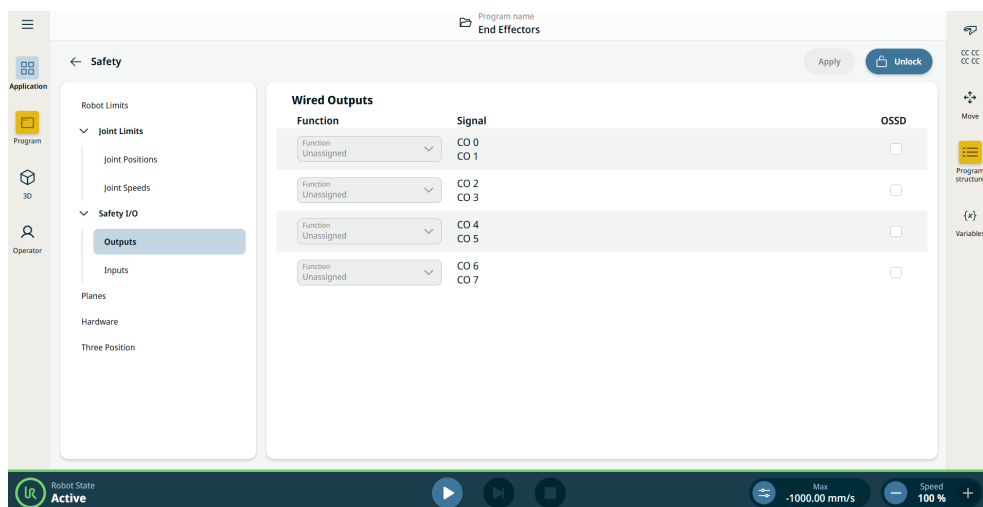 Program name
End Effectors
Safety
Apply
Unlock
Application
Program
3D
Operator
Robot Limits
Joint Limits
Joint Positions
Joint Speeds
Safety I/O
Outputs
Inputs
Planes
Hardware
Three Position
Wired Outputs
Function Signal OSSD
Function
Unassigned
CO 0
CO 1
Function
Unassigned
CO 2
CO 3
Function
Unassigned
CO 4
CO 5
Function
Unassigned
CO 6
CO 7
CC CC
CC CC
Move
Program
structure
{x}
Variables
UR
Robot State
Active
Max
-1000.00 mm/s
Speed
100 %